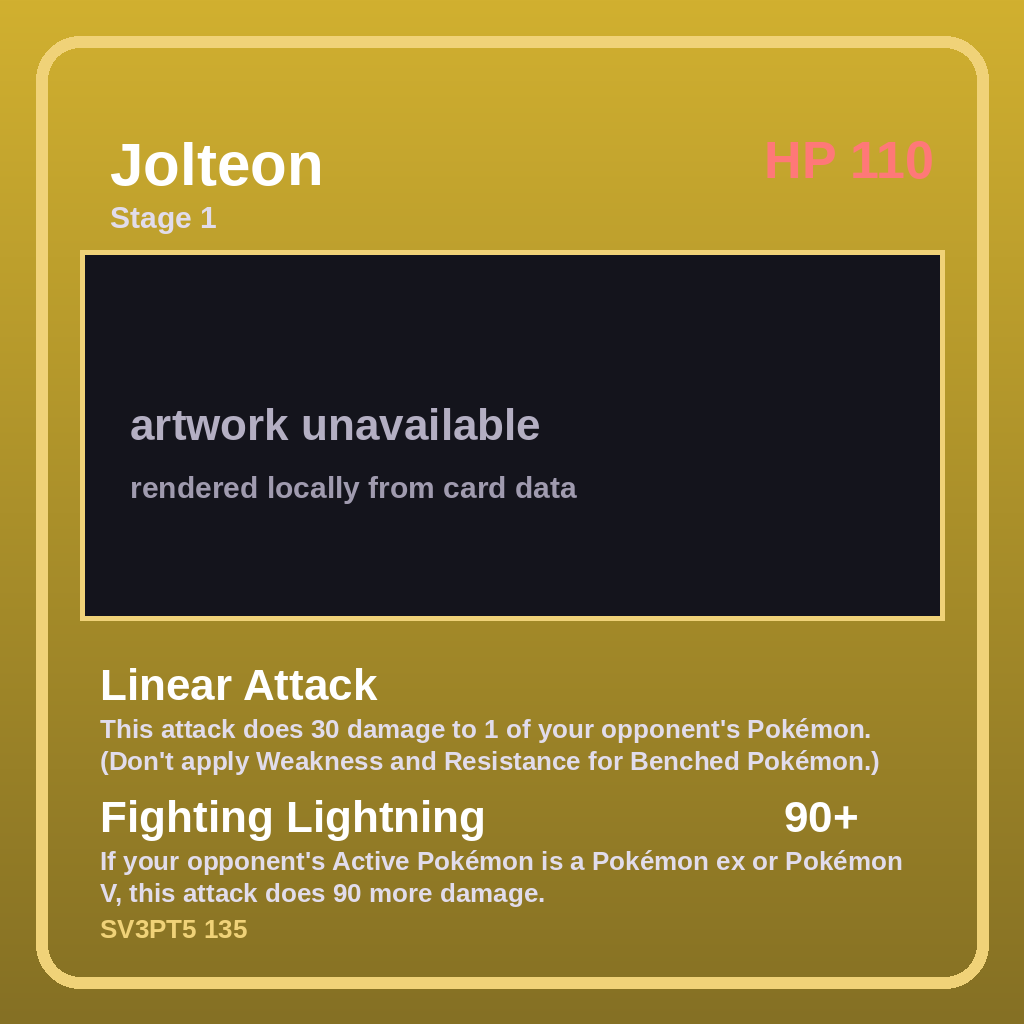 Jolteon
HP 110
Stage 1
artwork unavailable
rendered locally from card data
Linear Attack
This attack does 30 damage to 1 of your opponent's Pokémon.
(Don't apply Weakness and Resistance for Benched Pokémon.)
Fighting Lightning 90+
If your opponent's Active Pokémon is a Pokémon ex or Pokémon
V, this attack does 90 more damage.
SV3PT5 135